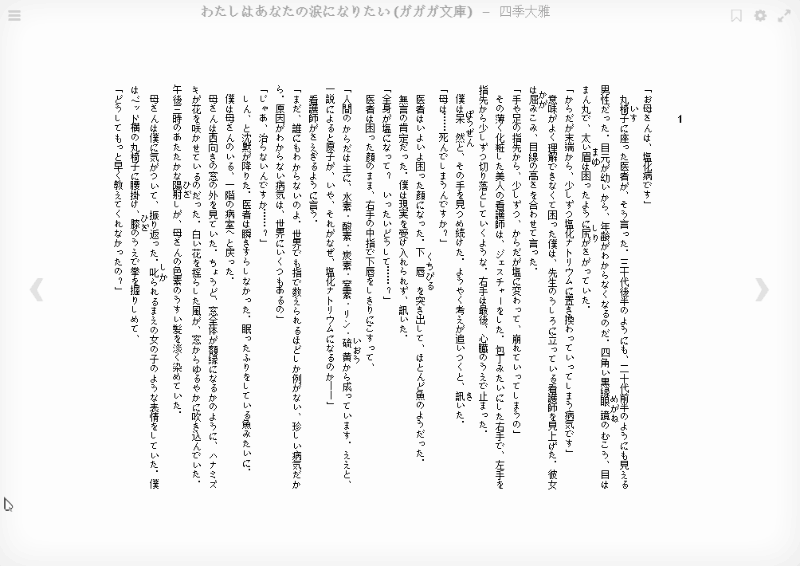 わたしはあなたの涙になりたい (ガガガ文庫) – 四季大雅
1
「お母さんは、塩化病です」
丸椅子に座った医者が、そう言った。三十代後半のようにも、二十代前半のようにも見える
男性だった。目元が幼いから、年齢がわからなくなるのだ。四角い黒縁眼鏡のむこう、目は
まん丸で、太い眉は困ったように尻がさがっていた。
「からだが末端から、少しずつ塩化ナトリウムに置き換わっていってしまう病気です」
意味がよく理解できなくて困った僕は、先生のうしろに立っている看護師を見上げた。彼女
は屈みこみ、目線の高さを合わせて言った。
「手や足の指先から、少しずつ、からだが塩に変わって、崩れていってしまうの」
その薄く化粧した美人の看護師は、ジェスチャーをした。包丁みたいにした右手で、左手を
指先から少しずつ切り落としていくような。右手は最後、心臓のうえで止まった。
僕は呆然と、その手を見つめ続けた。ようやく考えが追いつくと、訊いた。
「母は……死んでしまうんですか？」
医者はいよいよ困った顔になった。下唇を突き出して、ほとんど魚のようだった。
無言の肯定だった。僕は現実を受け入れられず、訊いた。
「全身が塩になって？　いったいどうして……？」
医者は困った顔のまま、右手の中指で下唇をしきりにこすって、
「人間のからだは主に、水素・酸素・炭素・窒素・リン・硫黄から成っています。ええと、
一説によると原子が、いや、それがなぜ、塩化ナトリウムになるのか――」
看護師がさえぎるように言う。
「まだ、誰にもわからないのよ。世界でも指で数えられるほどしか例がない、珍しい病気だか
ら。原因がわからない病気は、世界にいくつもあるの」
「じゃあ、治らないんですか……？」
しん、と沈黙が降りた。医者は瞬きすらしなかった。眠ったふりをしている魚みたいに。
僕は母さんのいる、一階の病室へと戻った。
母さんは西向きの窓の外を見ていた。ちょうど、窓全体が額縁になるかのように、ハナミズ
キが花を咲かせているのだった。白い花を揺らした風が、窓からゆるやかに吹き込んでいた。
午後三時のあたたかな陽射しが、母さんの色素のうすい髪を淡く染めていた。
母さんは僕に気がついて、振り返った。叱られるまえの女の子のような表情をしていた。僕
はベッド横の丸椅子に腰掛け、膝のうえで拳を握りしめて、
「どうしてもっと早く教えてくれなかったの？」